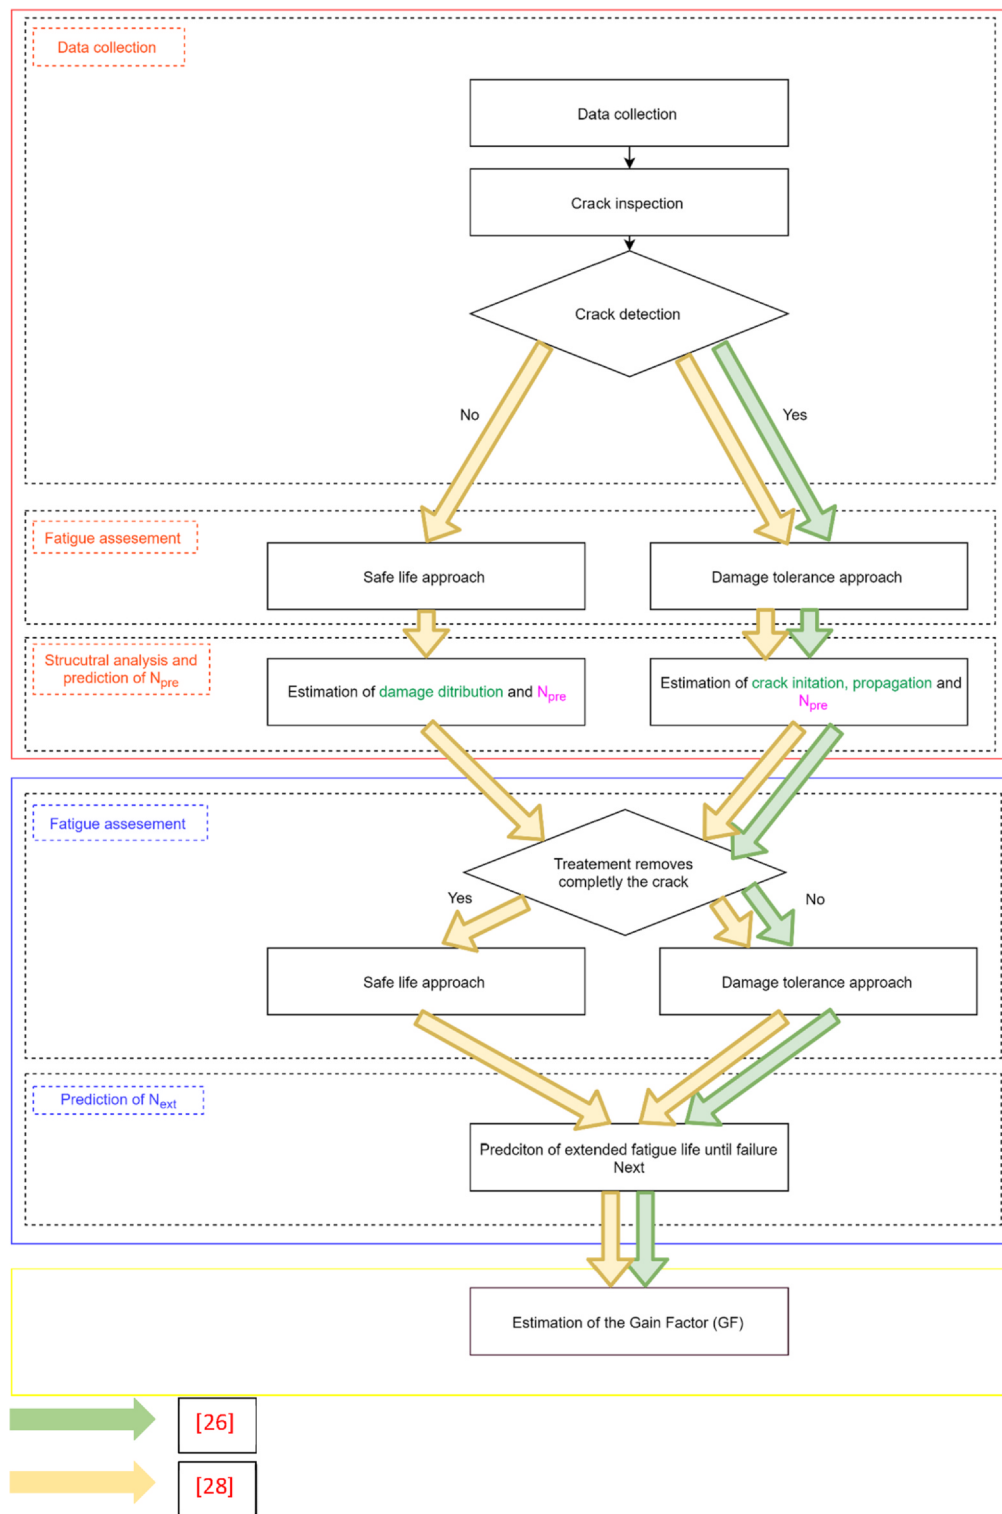 Data collection
Data collection
Crack inspection
Crack detection
No
Yes
Fatigue assesement
Safe life approach
Damage tolerance approach
Strucutral analysis and
prediction of Npre
Estimation of damage ditribution and Npre
Estimation of crack initation, propagation and
Npre
Fatigue assesement
Treatement removes
completly the crack
Yes
No
Safe life approach
Damage tolerance approach
Prediction of Next
Predciton of extended fatigue life until failure
Next
Estimation of the Gain Factor (GF)
[26]
[28]